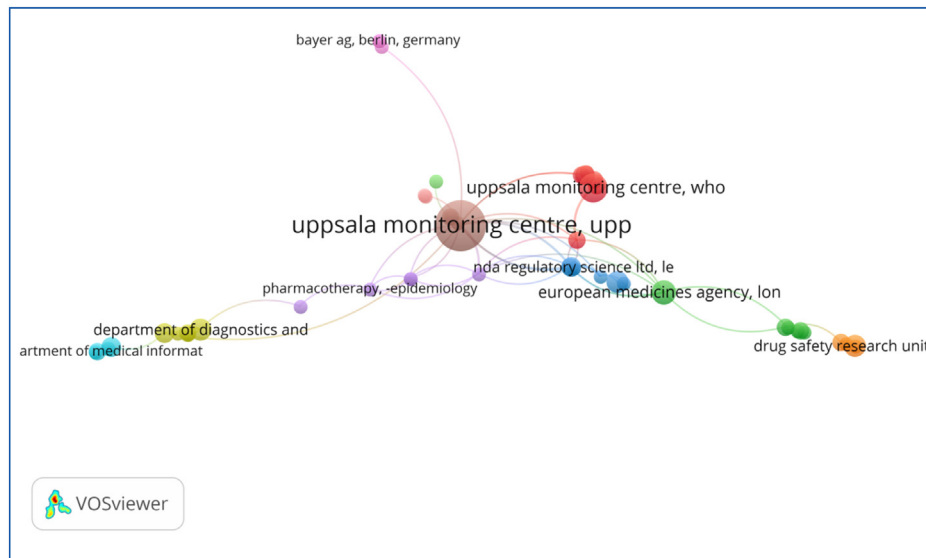 bayer ag, berlin, germany
uppsala monitoring centre, who
uppsala monitoring centre, upp
nda regulatory science ltd, le
pharmacotherapy, -epidemiology
european medicines agency, lon
department of diagnostics and
artment of medical informat
drug safety research unit
VOSviewer